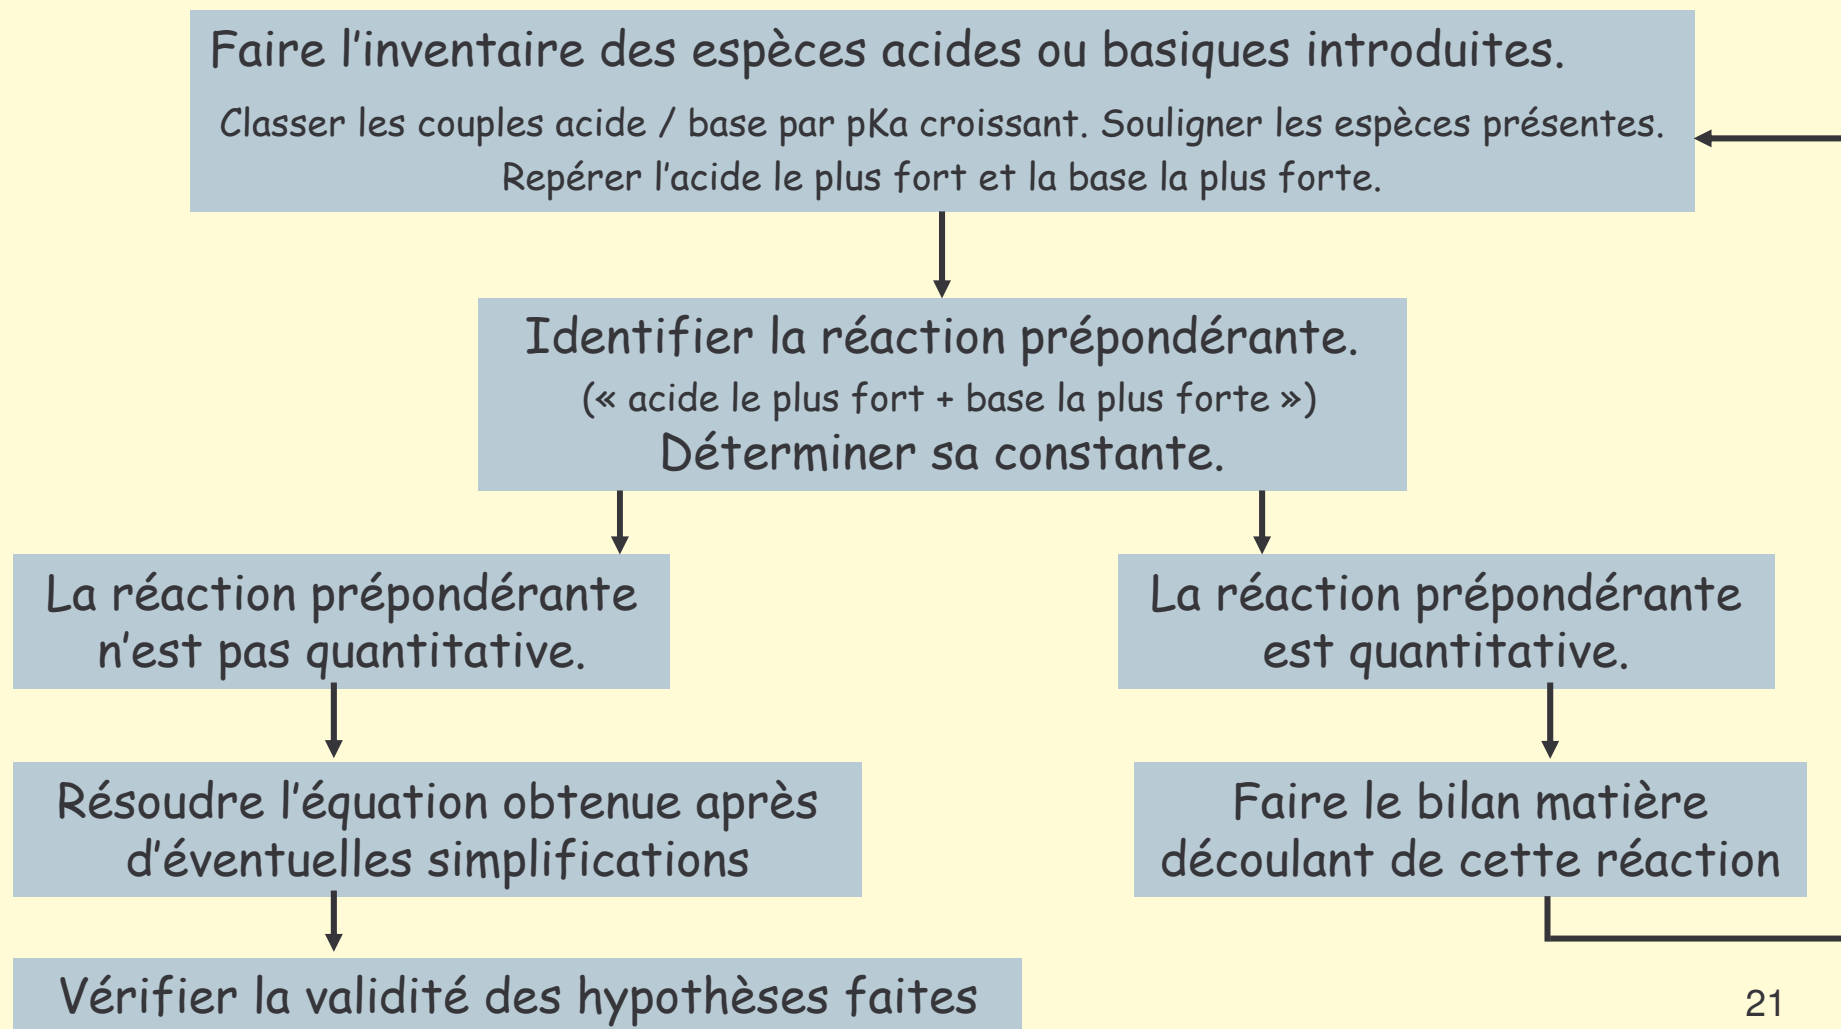 Faire l'inventaire des espèces acides ou basiques introduites.
Classer les couples acide / base par pKa croissant. Souligner les espèces présentes.
Repérer l'acide le plus fort et la base la plus forte.
Identifier la réaction prépondérante.
(« acide le plus fort + base la plus forte »)
Déterminer sa constante.
La réaction prépondérante
n'est pas quantitative.
La réaction prépondérante
est quantitative.
Résoudre l'équation obtenue après
d'éventuelles simplifications
Faire le bilan matière
découlant de cette réaction
Vérifier la validité des hypothèses faites
21